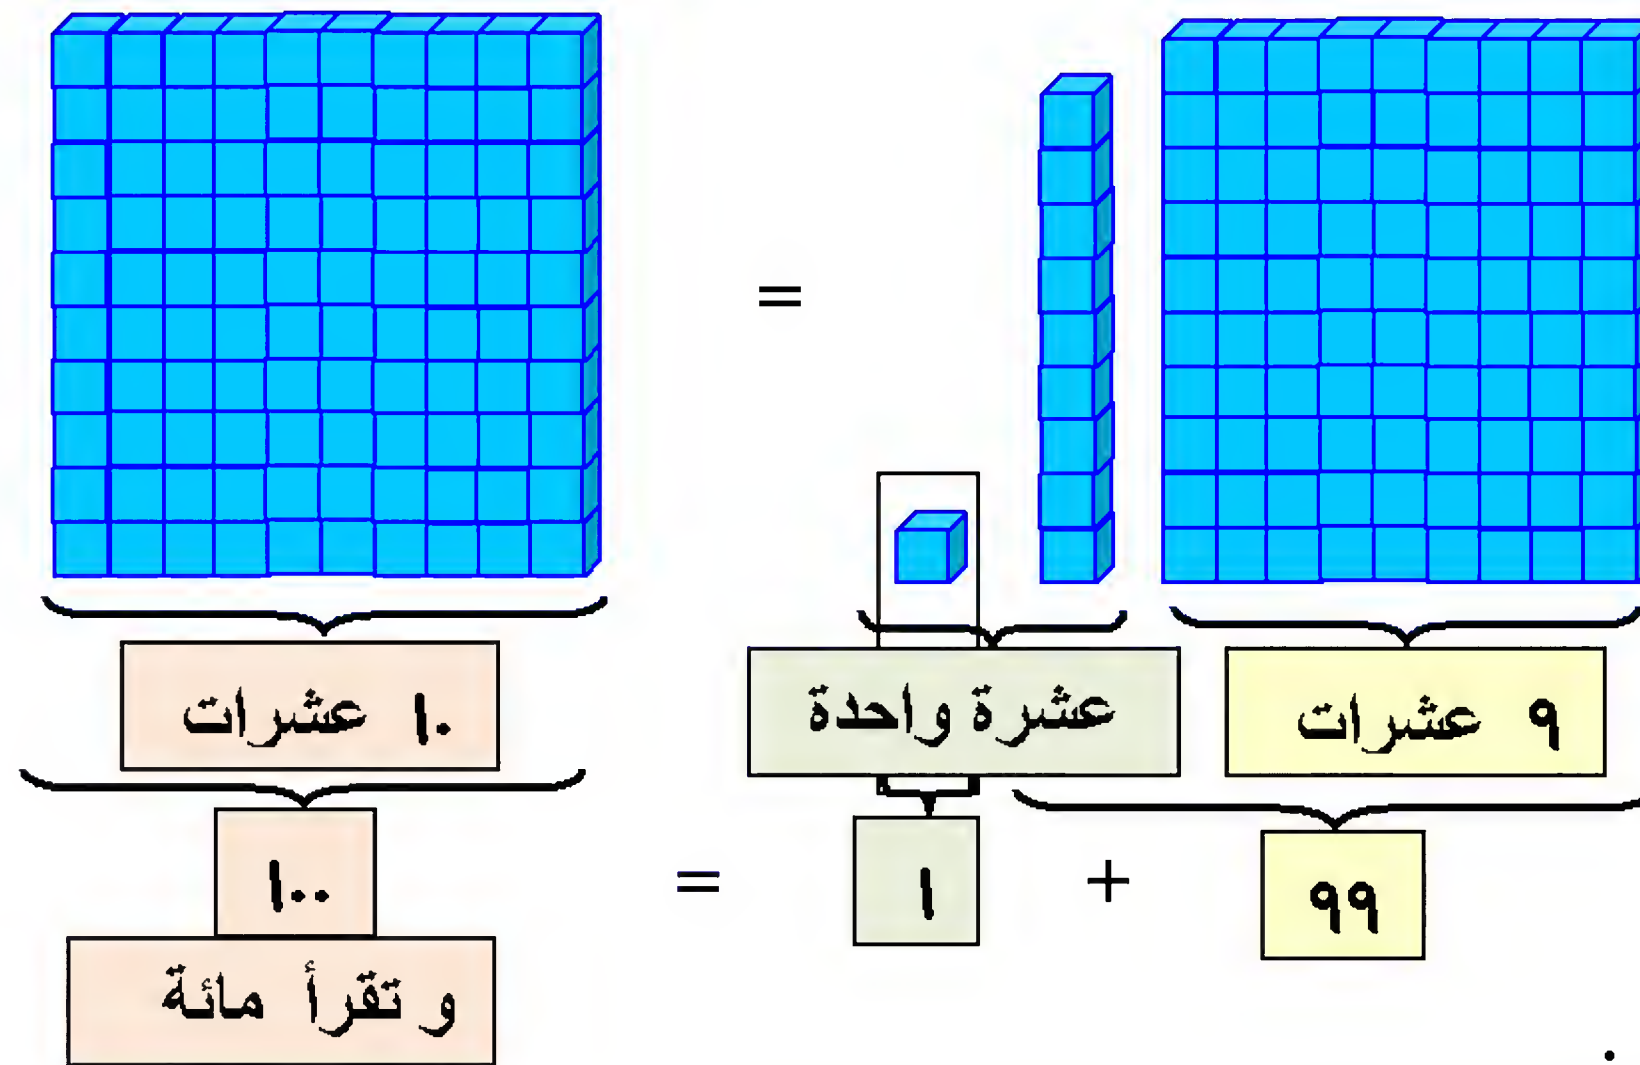 =
٩ عشرات
عشرة واحدة
١٠ عشرات
٩٩ + ١ = ١٠٠
و تقرأ مائة
.